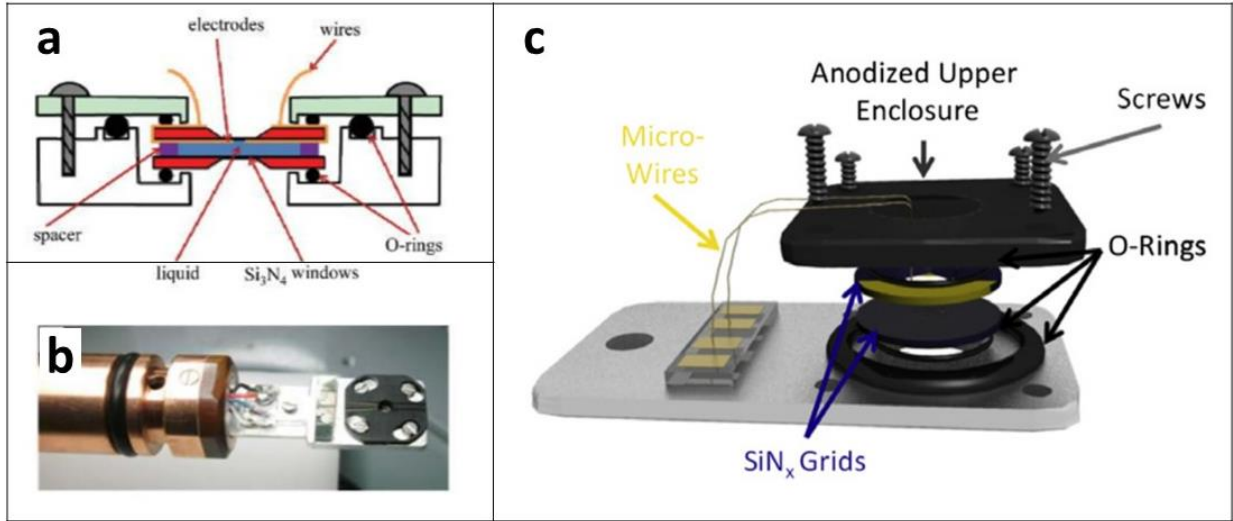 a
electrodes
wires
spacer
liquid
Si₃N₄ windows
O-rings
b
c
Anodized Upper
Enclosure
Screws
Micro-
Wires
O-Rings
SiNₓ Grids